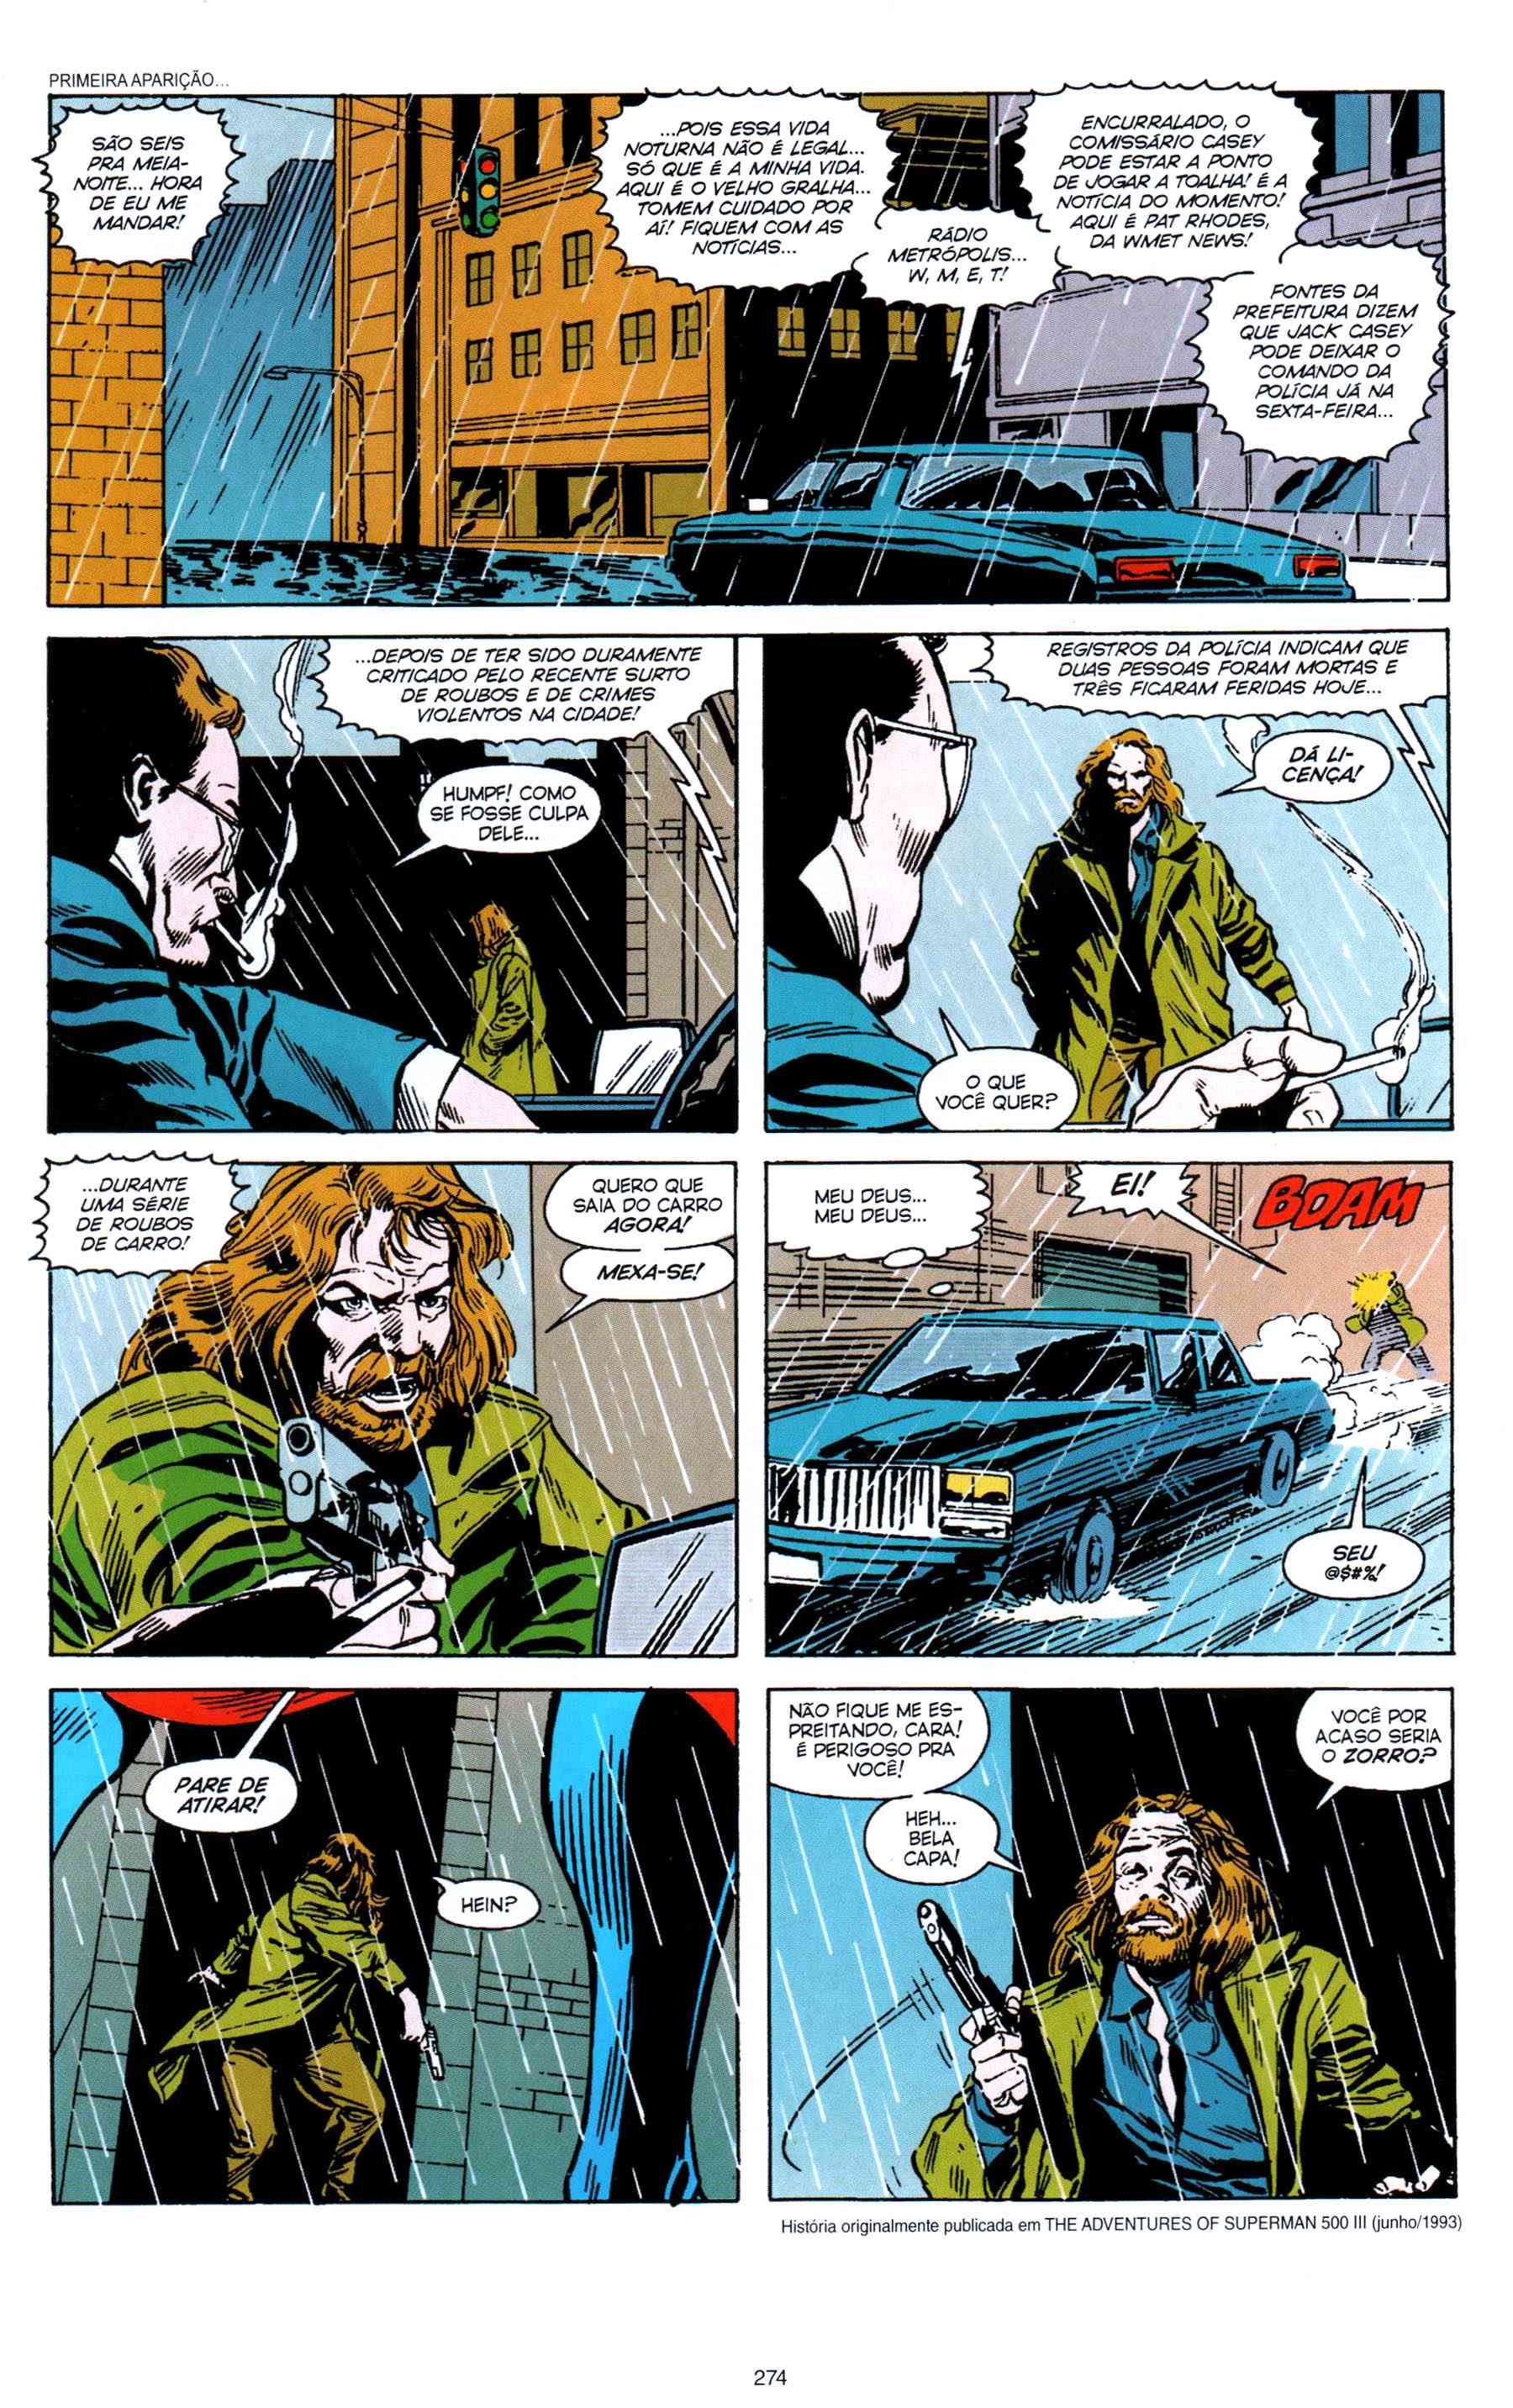 PRIMEIRA APARIÇÃO...
SÃO SEIS
PRA MEIA-
NOITE... HORA
DE EU ME
MANDAR!
...POIS ESSA VIDA
NOTURNA NÃO É LEGAL...
SÓ QUE É A MINHA VIDA.
AQUI É O VELHO GRALHA...
TOMEM CUIDADO POR
AÍ! FIQUEM COM AS
NOTÍCIAS...
RÁDIO
METRÓPOLIS...
W, M, E, T!
ENCURRALADO, O
COMISSÁRIO CASEY
PODE ESTAR A PONTO
DE JOGAR A TOALHA! É A
NOTÍCIA DO MOMENTO!
AQUI É PAT RHODES,
DA WMET NEWS!
FONTES DA
PREFEITURA DIZEM
QUE JACK CASEY
PODE DEIXAR O
COMANDO DA
POLÍCIA JÁ NA
SEXTA-FEIRA...
...DEPOIS DE TER SIDO DURAMENTE
CRITICADO PELO RECENTE SURTO
DE ROUBOS E DE CRIMES
VIOLENTOS NA CIDADE!
HUMPF! COMO
SE FOSSE CULPA
DELE...
REGISTROS DA POLÍCIA INDICAM QUE
DUAS PESSOAS FORAM MORTAS E
TRÊS FICARAM FERIDAS HOJE...
DÁ LI-
CENÇA!
O QUE
VOCÊ QUER?
...DURANTE
UMA SÉRIE
DE ROUBOS
DE CARRO!
QUERO QUE
SAIA DO CARRO
AGORA!
MEXA-SE!
MEU DEUS...
MEU DEUS...
EI!
BDAM
SEU
@$#%!
PARE DE
ATIRAR!
HEIN?
NÃO FIQUE ME ES-
PREITANDO, CARA!
É PERIGOSO PRA
VOCÊ!
HEH...
BELA
CAPA!
VOCÊ POR
ACASO SERIA
O ZORRO?
História originalmente publicada em THE ADVENTURES OF SUPERMAN 500 III (junho/1993)
274